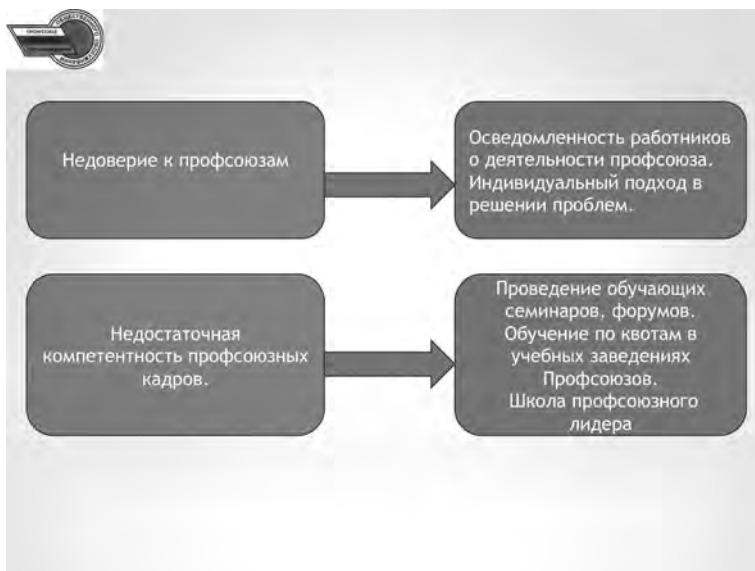 Недоверие к профсоюзам
Осведомленность работников
о деятельности профсоюза.
Индивидуальный подход в
решении проблем.
Недостаточная
компетентность профсоюзных
кадров.
Проведение обучающих
семинаров, форумов.
Обучение по квотам в
учебных заведениях
Профсоюзов.
Школа профсоюзного
лидера